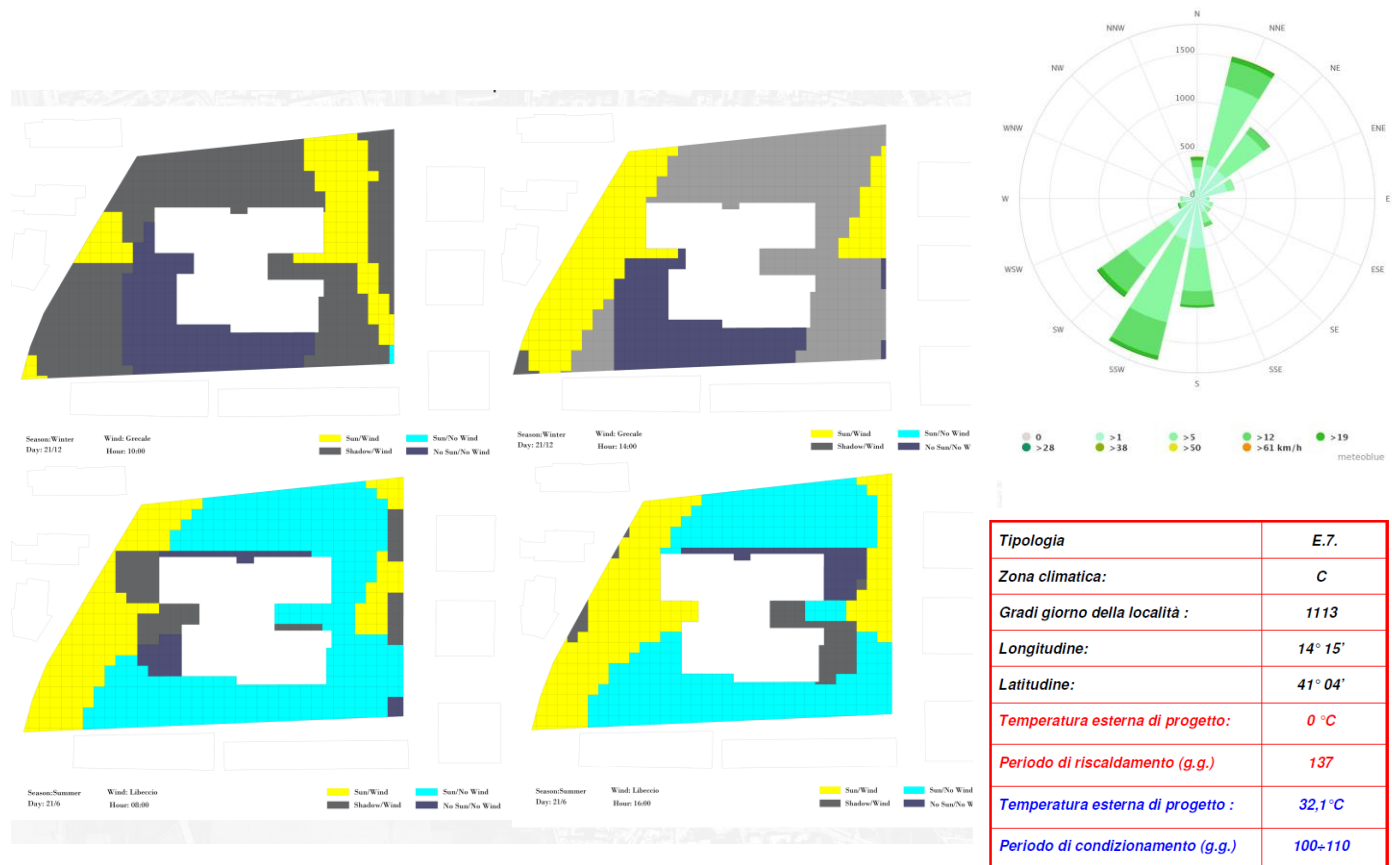 Season:Winter Wind: Grecale
Day: 21/12 Hour: 10:00
Sun/Wind Sun/No Wind
Shadow/Wind No Sun/No Wind
Season:Winter Wind: Grecale
Day: 21/12 Hour: 14:00
Sun/Wind Sun/No Wind
Shadow/Wind No Sun/No W
Season:Summer Wind: Libeccio
Day: 21/6 Hour: 08:00
Sun/Wind Sun/No Wind
Shadow/Wind No Sun/No Wind
Season:Summer Wind: Libeccio
Day: 21/6 Hour: 16:00
Sun/Wind Sun/No Wind
Shadow/Wind No Sun/No W
N
NNW NNE
1500
NW NE
1000
WNW ENE
500
0
W E
WSW ESE
SW SE
SSW SSE
S
0 >1 >5 >12 >19
>28 >38 >50 >61 km/h
meteoblue
Tipologia E.7.
Zona climatica: C
Gradi giorno della località : 1113
Longitudine: 14° 15'
Latitudine: 41° 04'
Temperatura esterna di progetto: 0 °C
Periodo di riscaldamento (g.g.) 137
Temperatura esterna di progetto : 32,1°C
Periodo di condizionamento (g.g.) 100÷110